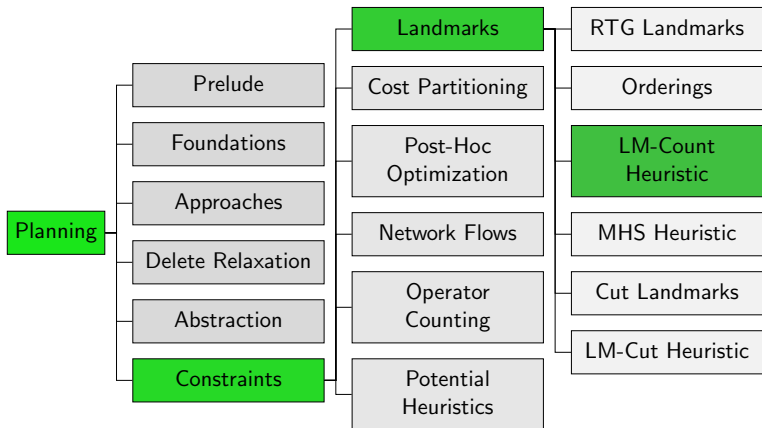 Planning
Prelude
Foundations
Approaches
Delete Relaxation
Abstraction
Constraints
Landmarks
Cost Partitioning
Post-Hoc
Optimization
Network Flows
Operator
Counting
Potential
Heuristics
RTG Landmarks
Orderings
LM-Count
Heuristic
MHS Heuristic
Cut Landmarks
LM-Cut Heuristic